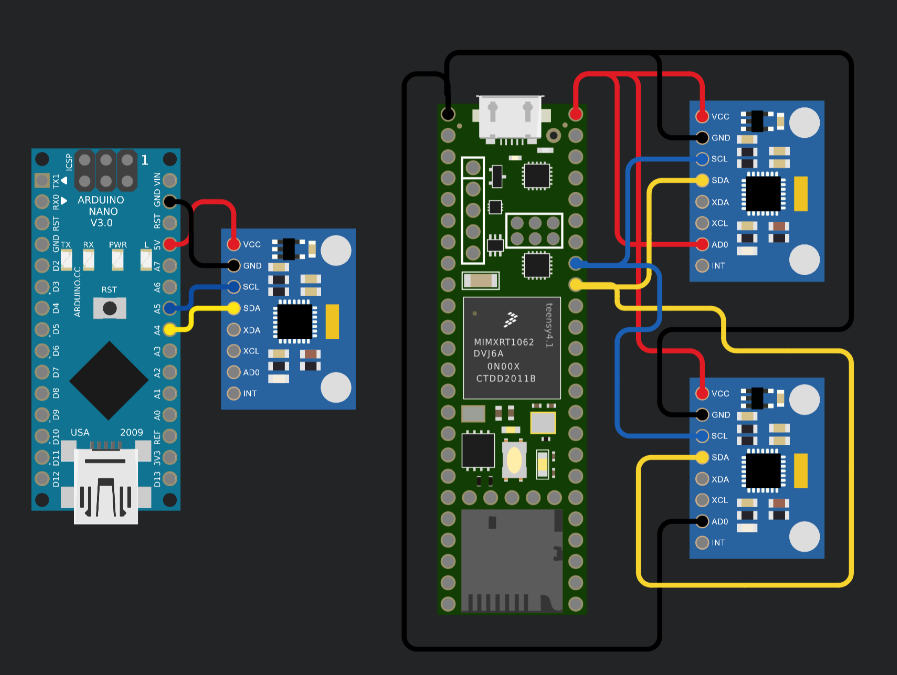 ICSP
1
TX1
RX0
RST
GND
D2
D3
D4
D5
D6
D7
D8
D9
D10
D11
D12
ARDUINO
NANO
V3.0
TX
RX
PWR
L
RST
ARDUINO.CC
USA
2009
VIN
GND
RST
5V
A7
A6
A5
A4
A3
A2
A1
A0
REF
3V3
D13
VCC
GND
SCL
SDA
XDA
XCL
AD0
INT
teensy4.1
MIMXRT1062
DVJ6A
0N00X
CTDD2011B
VCC
GND
SCL
SDA
XDA
XCL
AD0
INT
VCC
GND
SCL
SDA
XDA
XCL
AD0
INT